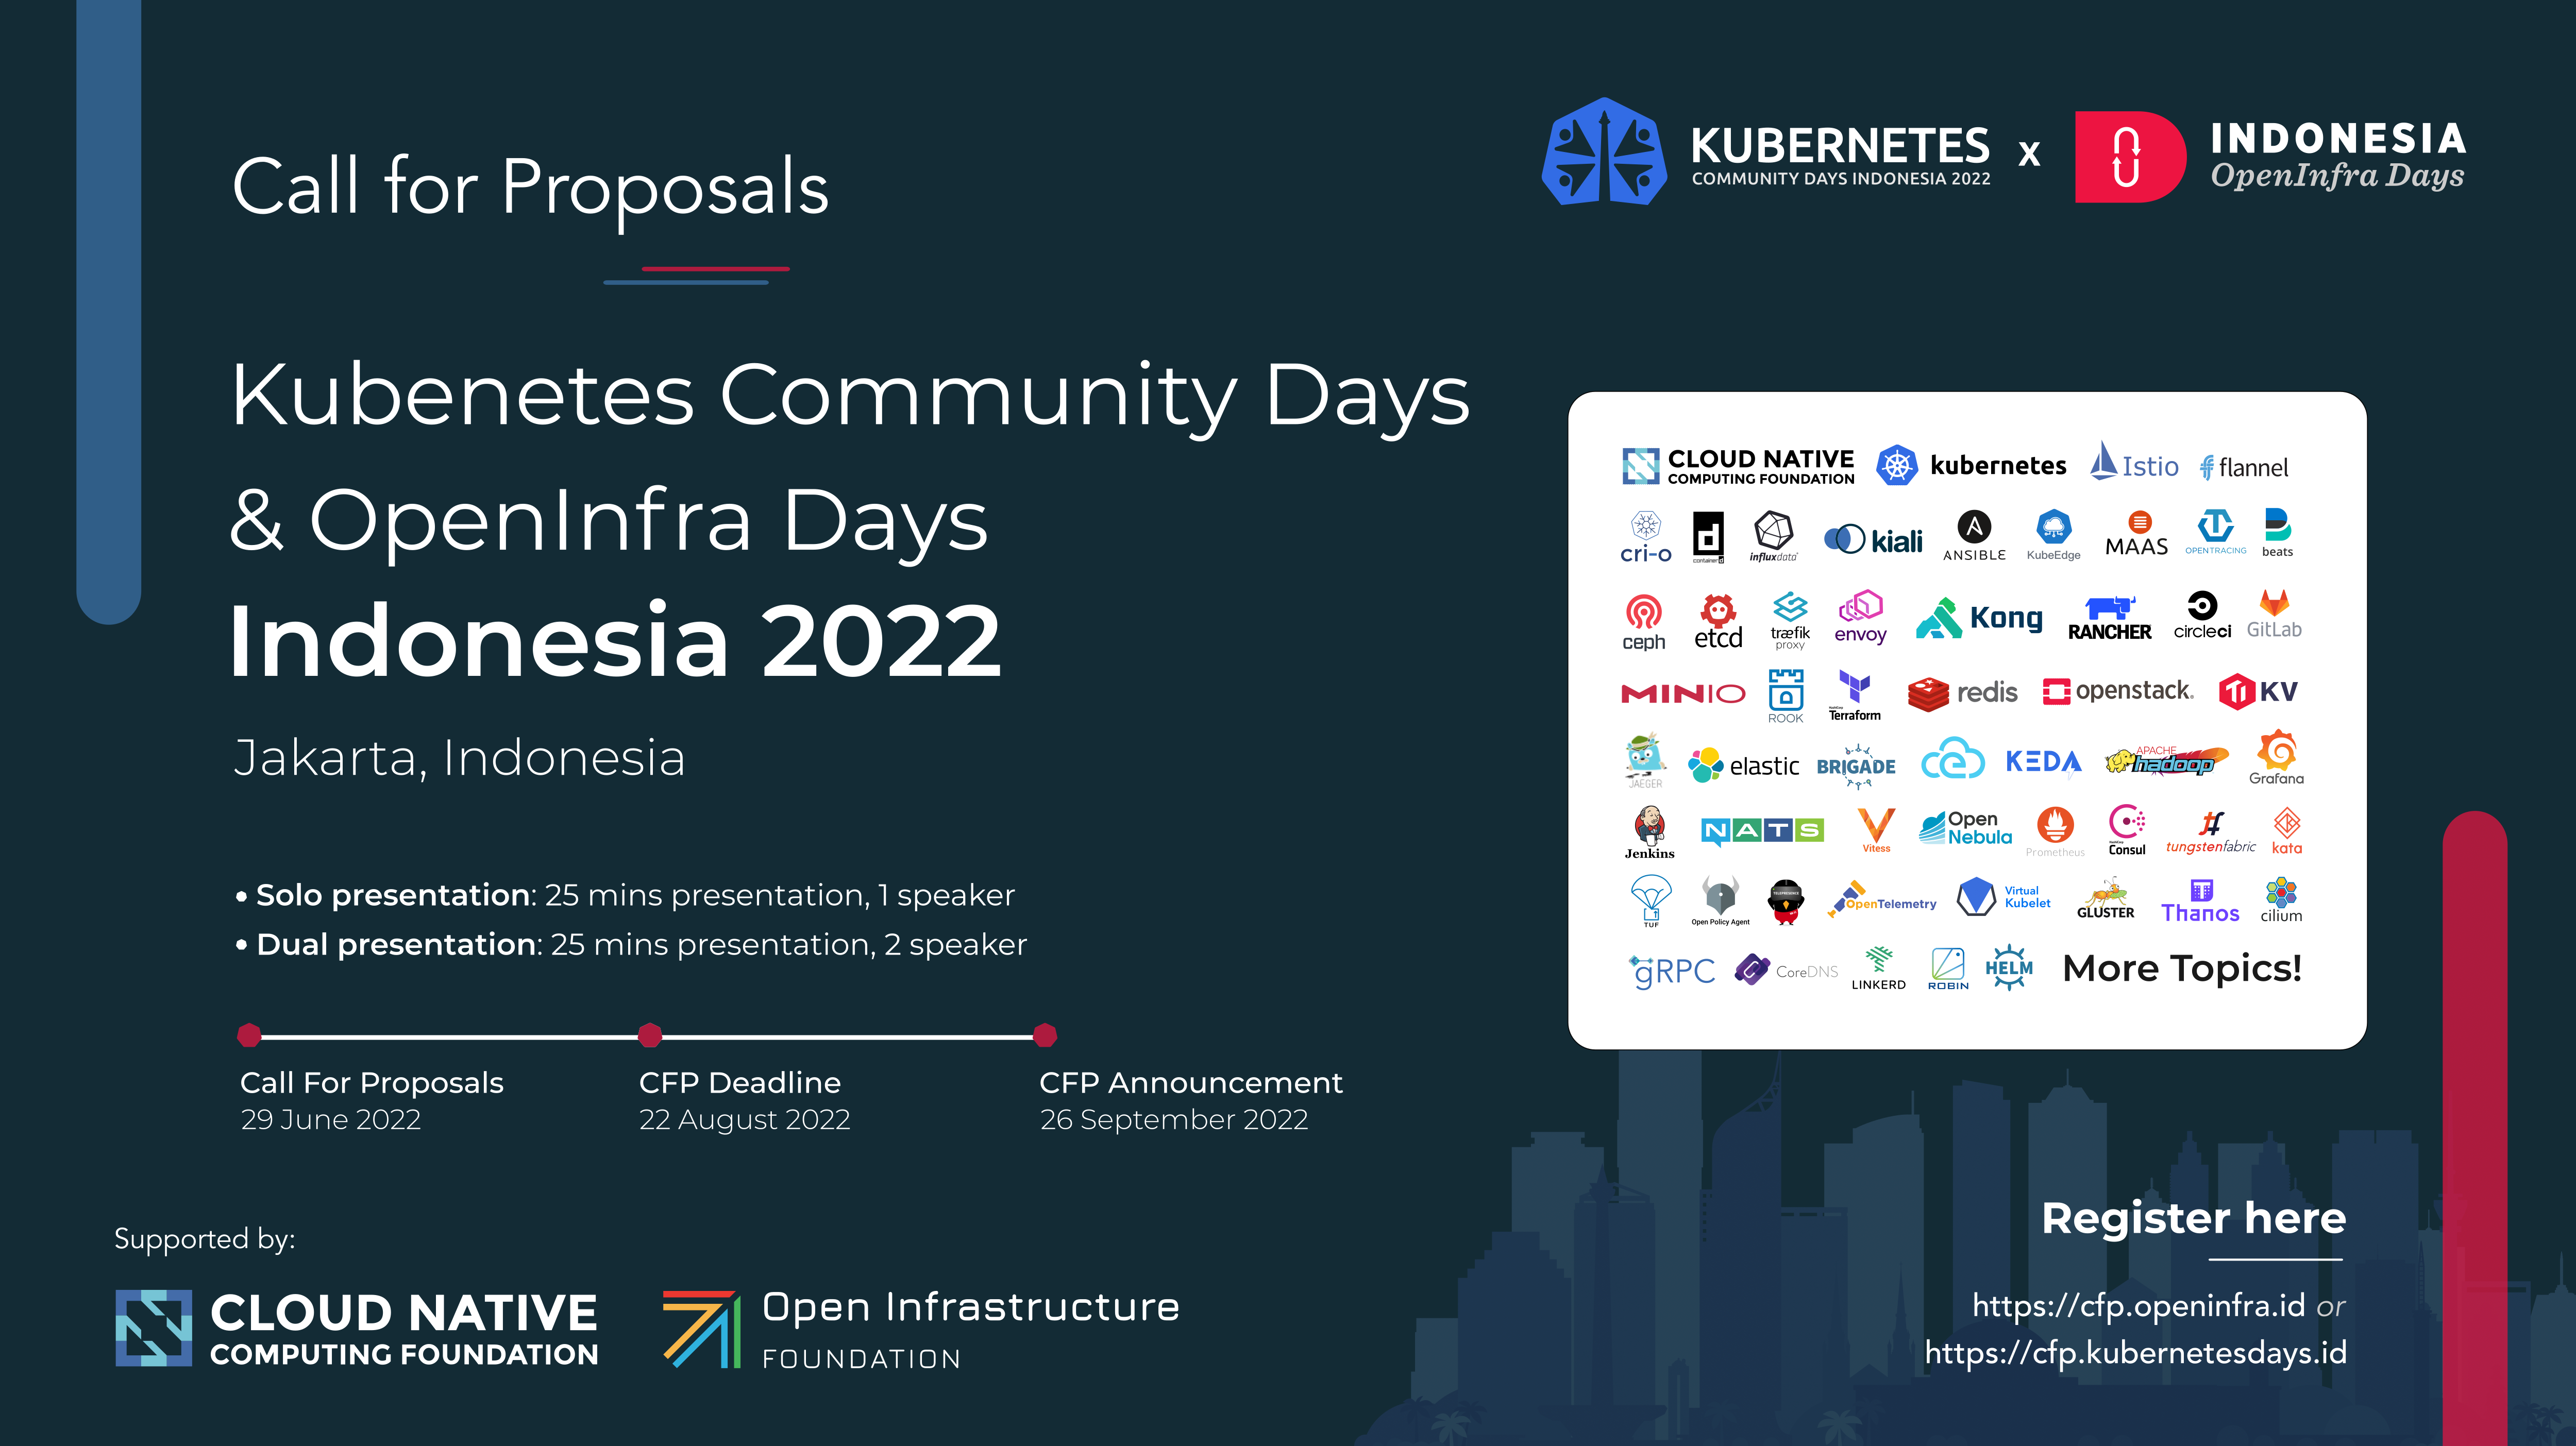 Call for Proposals
KUBERNETES
COMMUNITY DAYS INDONESIA 2022
X
INDONESIA
OpenInfra Days
Kubenetes Community Days
& OpenInfra Days
Indonesia 2022
Jakarta, Indonesia
• Solo presentation: 25 mins presentation, 1 speaker
• Dual presentation: 25 mins presentation, 2 speaker
Call For Proposals
29 June 2022
CFP Deadline
22 August 2022
CFP Announcement
26 September 2022
CLOUD NATIVE
COMPUTING FOUNDATION
kubernetes
Istio
flannel
cri-o
d
containerd
influxdata
kiali
ANSIBLE
KubeEdge
MAAS
OPENTRACING
beats
ceph
etcd
træfik
proxy
envoy
Kong
RANCHER
circleci
GitLab
MINIO
ROOK
HashiCorp
Terraform
redis
openstack.
Ti KV
JAEGER
elastic
BRIGADE
KEDA
APACHE
hadoop
Grafana
Jenkins
NATS
Vitess
Open
Nebula
Prometheus
HashiCorp
Consul
tf
tungstenfabric
kata
TUF
Open Policy Agent
TELEPRESENCE
OpenTelemetry
Virtual
Kubelet
GLUSTER
Thanos
cilium
gRPC
CoreDNS
LINKERD
ROBIN
HELM
More Topics!
Supported by:
CLOUD NATIVE
COMPUTING FOUNDATION
Open Infrastructure
FOUNDATION
Register here
https://cfp.openinfra.id or
https://cfp.kubernetesdays.id